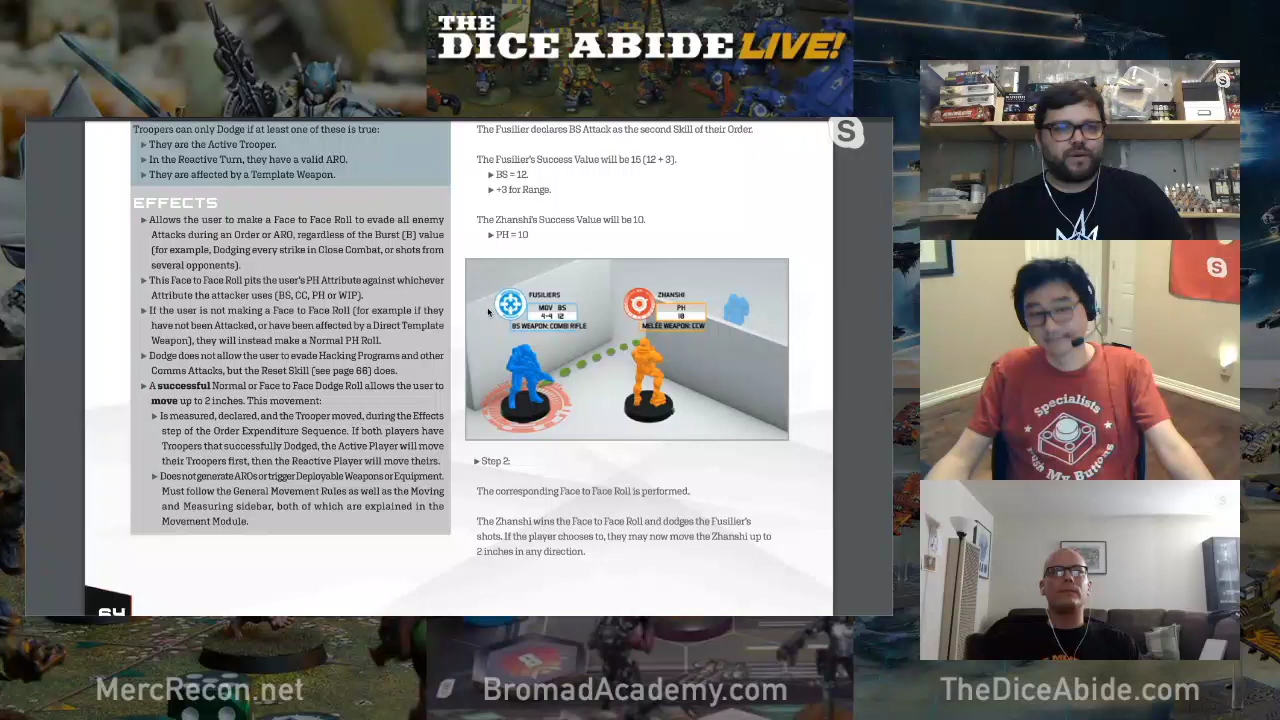 THE
DICE ABIDE LIVE!
Troopers can only Dodge if at least one of these is true:
▶ They are the Active Trooper.
▶ In the Reactive Turn, they have a valid ARO.
▶ They are affected by a Template Weapon.
EFFECTS
▶ Allows the user to make a Face to Face Roll to evade all enemy
Attacks during an Order or ARO, regardless of the Burst (B) value
(for example, Dodging every strike in Close Combat, or shots from
several opponents).
▶ This Face to Face Roll pits the user's PH Attribute against whichever
Attribute the attacker uses (BS, CC, PH or WIP).
▶ If the user is not making a Face to Face Roll (for example if they
have not been Attacked, or have been affected by a Direct Template
Weapon), they will instead make a Normal PH Roll.
▶ Dodge does not allow the user to evade Hacking Programs and other
Comms Attacks, but the Reset Skill (see page 66) does.
▶ A successful Normal or Face to Face Dodge Roll allows the user to
move up to 2 inches. This movement:
▶ Is measured, declared, and the Trooper moved, during the Effects
step of the Order Expenditure Sequence. If both players have
Troopers that successfully Dodged, the Active Player will move
their Troopers first, then the Reactive Player will move theirs.
▶ Does not generate AROs or trigger Deployable Weapons or Equipment.
Must follow the General Movement Rules as well as the Moving
and Measuring sidebar, both of which are explained in the
Movement Module.
64
The Fusilier declares BS Attack as the second Skill of their Order.
The Fusilier's Success Value will be 15 (12 + 3).
▶ BS = 12.
▶ +3 for Range.
The Zhanshi's Success Value will be 10.
▶ PH = 10
FUSILIERS
MOV BS
4-4 12
BS WEAPON: COMBI RIFLE
ZHANSHI
PH
10
MELÉE WEAPON: CCW
▶ Step 2:
The corresponding Face to Face Roll is performed.
The Zhanshi wins the Face to Face Roll and dodges the Fusilier's
shots. If the player chooses to, they may now move the Zhanshi up to
2 inches in any direction.
S
S
S
Specialists
Push My Buttons
S
MercRecon.net
BromadAcademy.com
TheDiceAbide.com